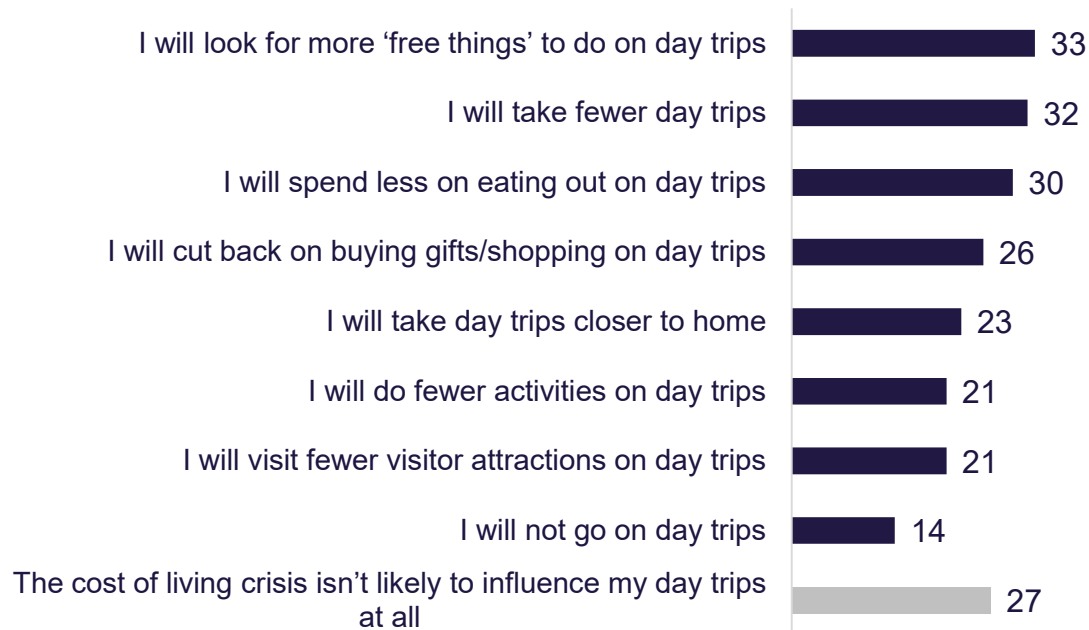 I will look for more ‘free things’ to do on day trips 33
I will take fewer day trips 32
I will spend less on eating out on day trips 30
I will cut back on buying gifts/shopping on day trips 26
I will take day trips closer to home 23
I will do fewer activities on day trips 21
I will visit fewer visitor attractions on day trips 21
I will not go on day trips 14
The cost of living crisis isn’t likely to influence my day trips
at all 27